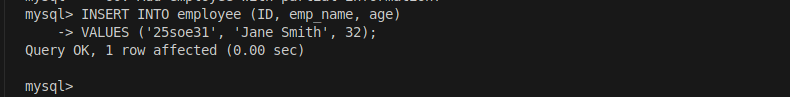 mysql> INSERT INTO employee (ID, emp_name, age)
    -> VALUES ('25soe31', 'Jane Smith', 32);
Query OK, 1 row affected (0.00 sec)
mysql>